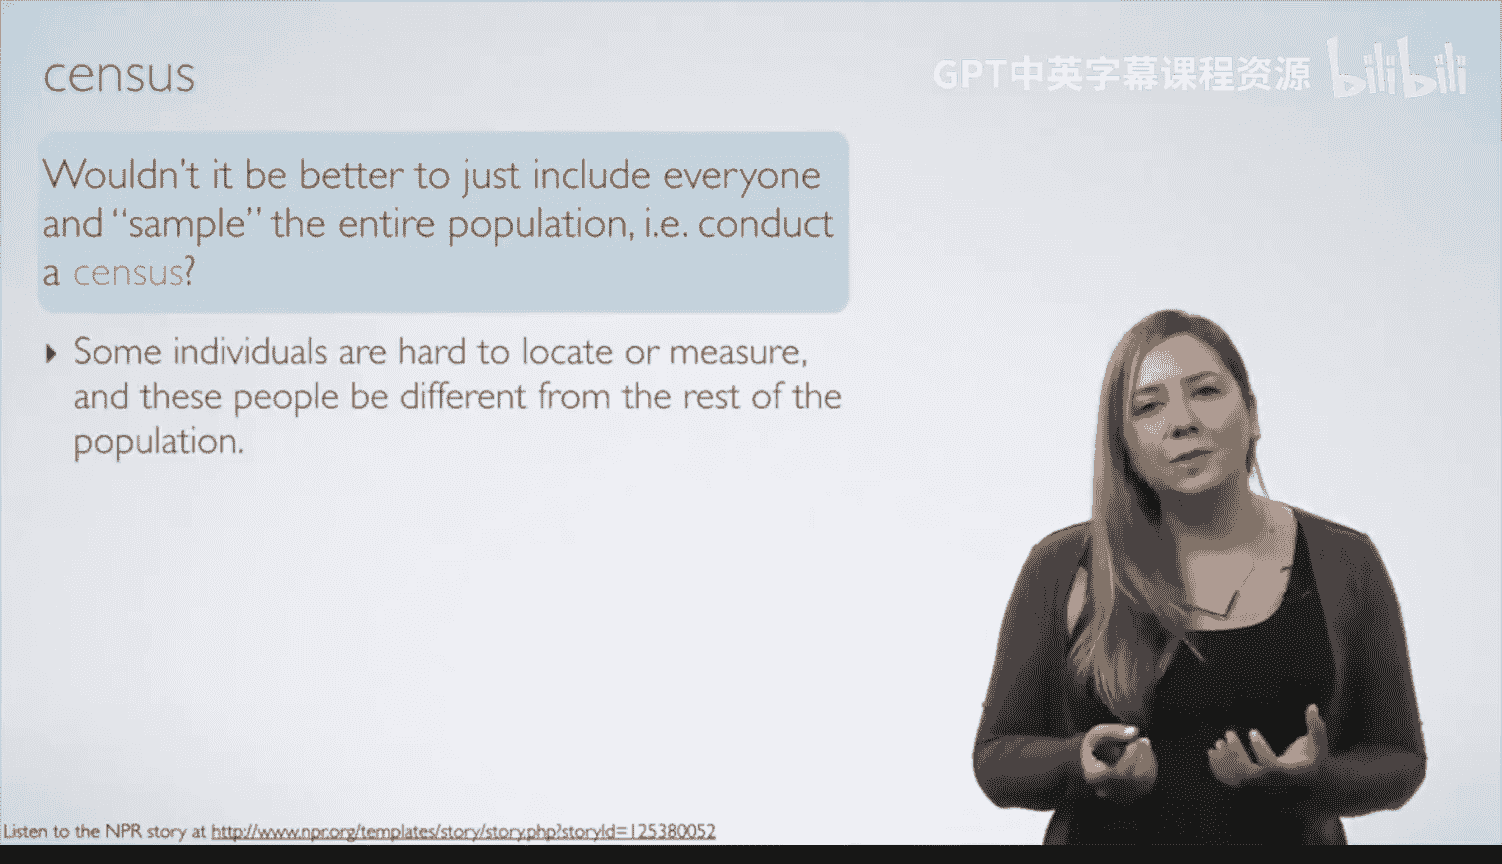 census
GPT中英字幕课程资源 bilibili
Wouldn't it be better to just include everyone
and “sample” the entire population, i.e. conduct
a census?
Some individuals are hard to locate or measure,
and these people be different from the rest of the
population.
Listen to the NPR story at http://www.npr.org/templates/story/story.php?storyId=125380052